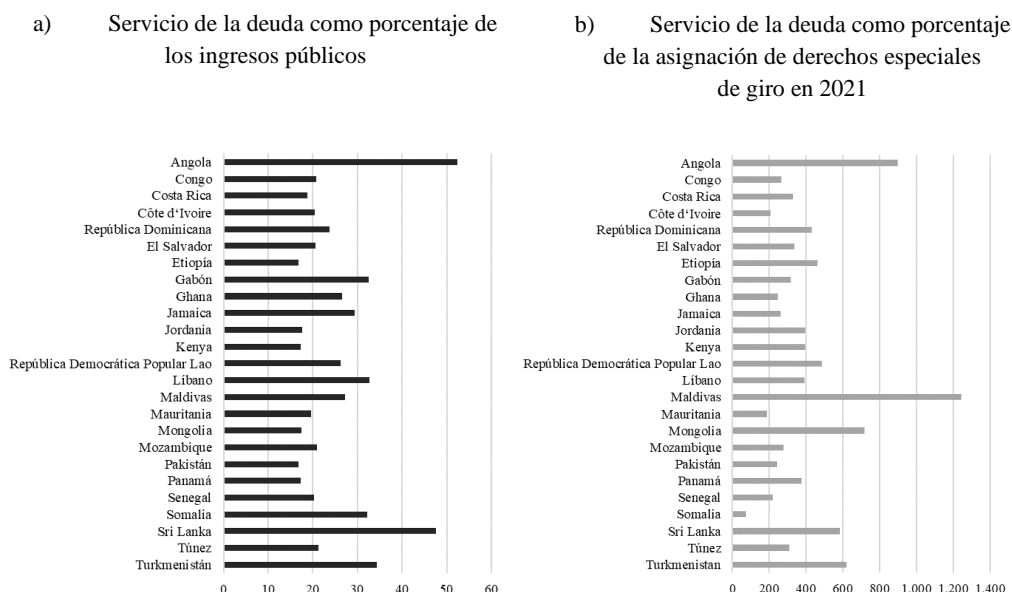 a) Servicio de la deuda como porcentaje de
los ingresos públicos
Angola
Congo
Costa Rica
Côte d‘Ivoire
República Dominicana
El Salvador
Etiopía
Gabón
Ghana
Jamaica
Jordania
Kenya
República Democrática Popular Lao
Líbano
Maldivas
Mauritania
Mongolia
Mozambique
Pakistán
Panamá
Senegal
Somalia
Sri Lanka
Túnez
Turkmenistán
0 10 20 30 40 50 60
b) Servicio de la deuda como porcentaje
de la asignación de derechos especiales
de giro en 2021
Angola
Congo
Costa Rica
Côte d‘Ivoire
República Dominicana
El Salvador
Etiopía
Gabón
Ghana
Jamaica
Jordania
Kenya
República Democrática Popular Lao
Líbano
Maldivas
Mauritania
Mongolia
Mozambique
Pakistán
Panamá
Senegal
Somalia
Sri Lanka
Túnez
Turkmenistan
0 200 400 600 800 1.000 1.200 1.400